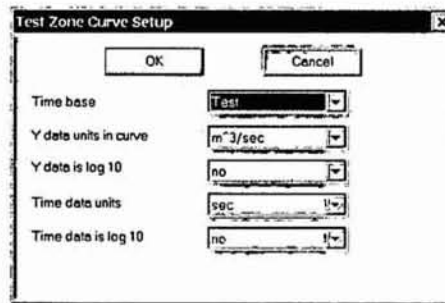 Test Zone Curve Setup
OK Cancel
Time base Test
Y data units in curve m^3/sec
Y data is log 10 no
Time data units sec
Time data is log 10 no